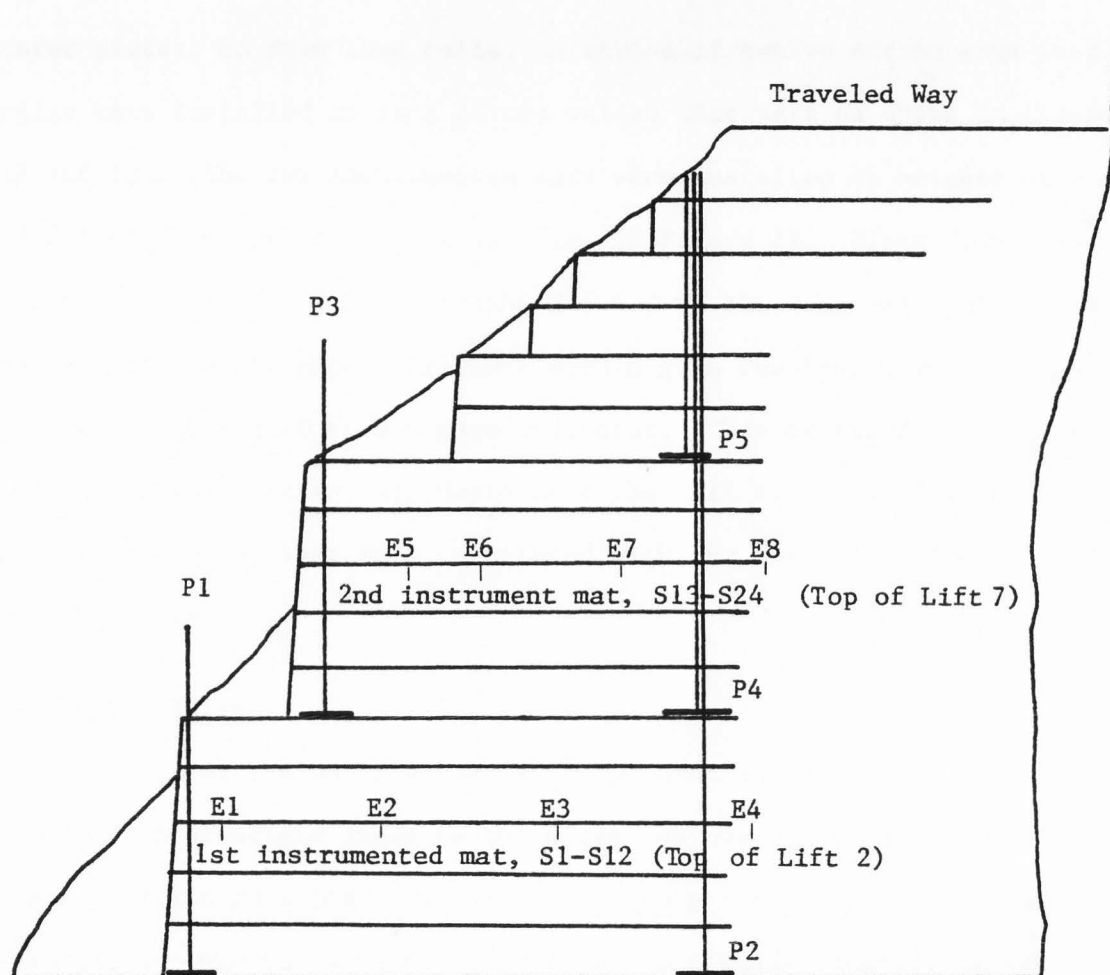 Traveled Way
P3
P5
E5 E6 E7 E8
P1
2nd instrument mat, S13-S24 (Top of Lift 7)
P4
E1 E2 E3 E4
1st instrumented mat, S1-S12 (Top of Lift 2)
P2